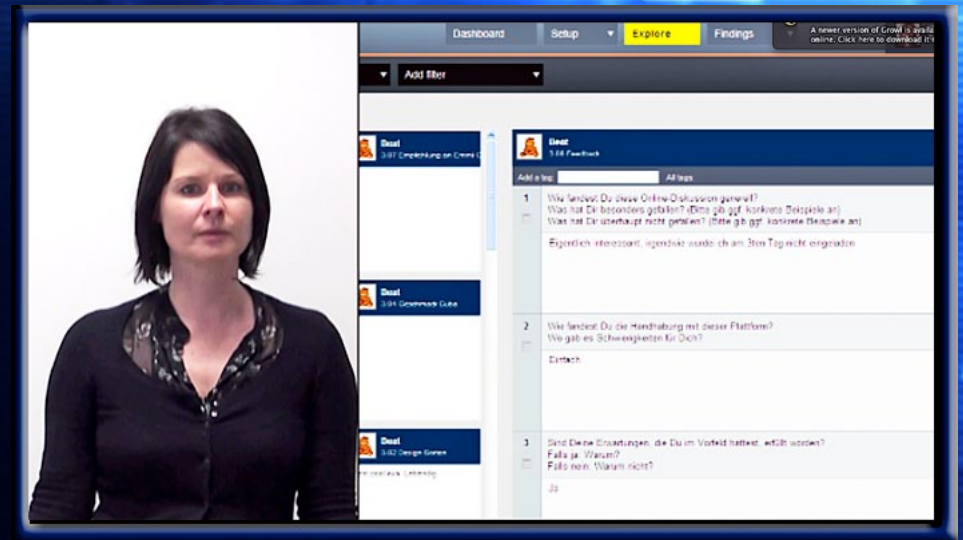 Dashboard
Setup
Explore
Findings
A newer version of Growl is availa
online. Click here to download it
Add filter
Beat
3.07 Empfehlung an Emmi C
Beat
3.04 Geschmack Cuba
Beat
3.02 Design Sorten
Beat
3.08 Feedback
Add a tag:
All tags
1
Wie fandest Du diese Online-Diskussion generell?
Was hat Dir besonders gefallen? (Bitte gib ggf. konkrete Beispiele an)
Was hat Dir überhaupt nicht gefallen? (Bitte gib ggf. konkrete Beispiele an)
Eigentlich interessant, irgendwie wurde ich am 3ten Tag nicht eingeladen
2
Wie fandest Du die Handhabung mit dieser Plattform?
Wo gab es Schwierigkeiten für Dich?
Einfach
3
Sind Deine Erwartungen, die Du im Vorfeld hattest, erfüllt worden?
Falls ja: Warum?
Falls nein: Warum nicht?
Ja